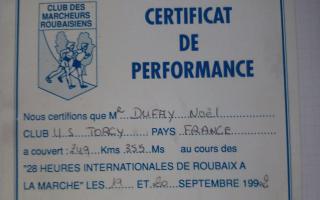 CLUB DES
MARCHEURS
ROUBAISIENS
CERTIFICAT
DE
PERFORMANCE
Nous certifions que Mr DUFAY Noël
CLUB U S TORCY PAYS FRANCE
a couvert : 249 Kms 355 Ms au cours des
"28 HEURES INTERNATIONALES DE ROUBAIX A
LA MARCHE" LES 19 ET 20 SEPTEMBRE 1992